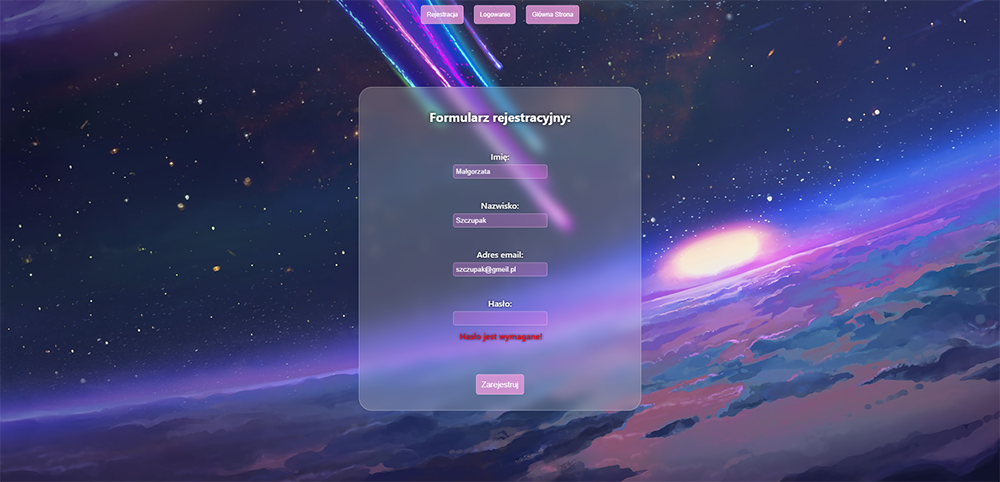 Rejestracja Logowanie Główna Strona
Formularz rejestracyjny:
Imię:
Małgorzata
Nazwisko:
Szczupak
Adres email:
szczupak@gmeil.pl
Hasło:
Hasło jest wymagane!
Zarejestruj